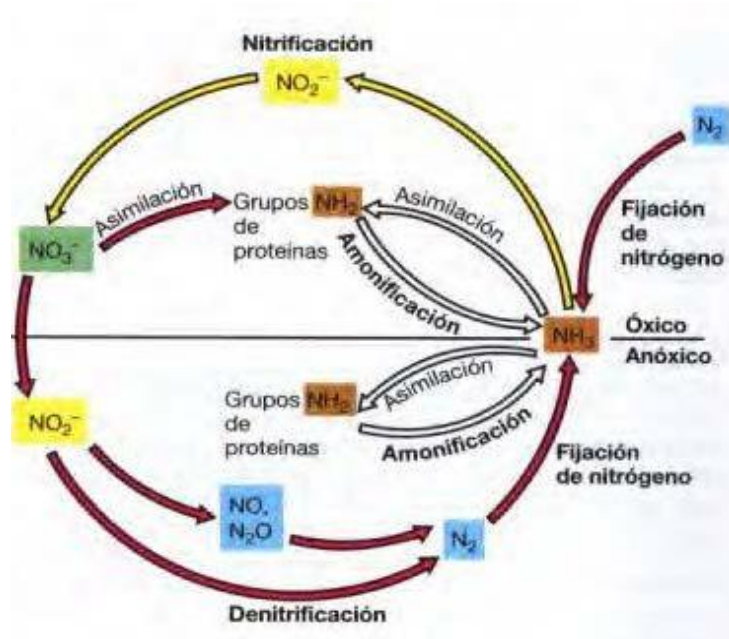 Nitrificación
NO₂⁻
N₂
Asimilación
Grupos NH₂
de
proteínas
Asimilación
Amonificación
Fijación
de
nitrógeno
NO₃⁻
NH₃
Óxico
Anóxico
Grupos NH₂
de
proteínas
Asimilación
Amonificación
NO₂⁻
Fijación
de nitrógeno
NO,
N₂O
N₂
Denitrificación